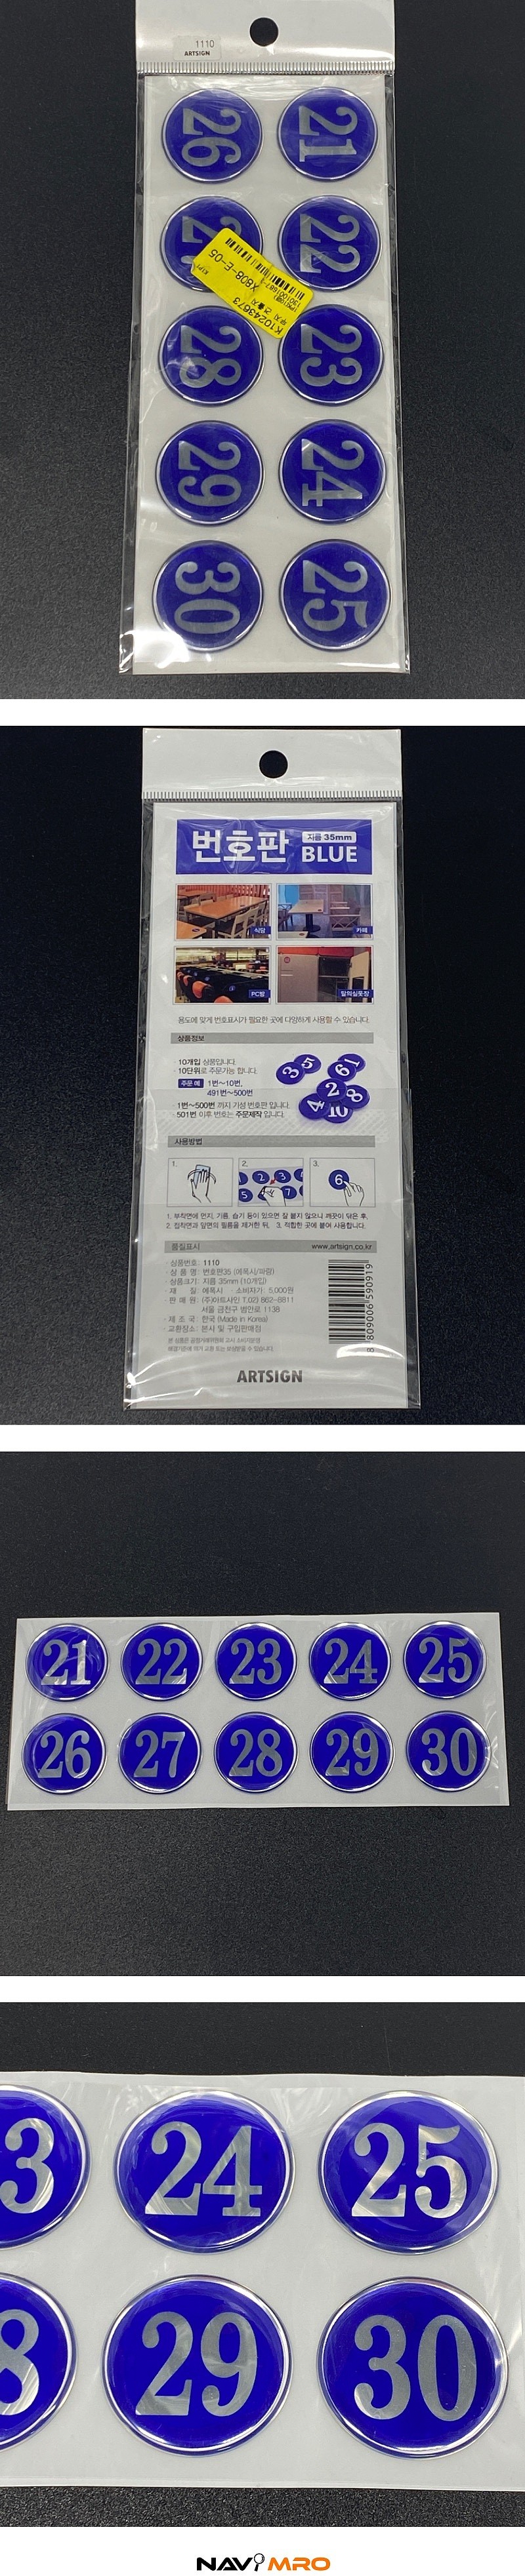 1110
ARTSIGN
26 21
22
28 23
29 24
30 25
K10243673
X808-E-05
번호판 지름 35mm
BLUE
식당 카페
PC방 탈의실옷장
용도에 맞게 번호표시가 필요한 곳에 다양하게 사용할 수 있습니다.
상품정보
· 10개입 상품입니다.
· 10단위로 주문가능 합니다.
주문 예 1번~10번,
491번~500번
· 1번~500번 까지 기성 번호판 입니다.
· 501번 이후 번호는 주문제작 입니다.
사용방법
1. 2. 3.
1. 부착면에 먼지, 기름, 습기 등이 있으면 잘 붙지 않으니 깨끗이 닦은 후,
2. 접착면과 앞면의 필름을 제거한 뒤, 3. 적합한 곳에 붙여 사용합니다.
품질표시 www.artsign.co.kr
· 상품번호: 1110
· 상 품 명: 번호판35 (에폭시/파랑)
· 상품크기: 지름 35mm (10개입)
· 재 질: 에폭시 · 소비자가 5,000원
· 판 매 원: (주)아트사인 T.02) 862-8811
서울 금천구 범안로 1138
· 제 조 국: 한국 (Made in Korea)
· 교환장소: 본사 및 구입판매점
8 809006 590919
ARTSIGN
21 22 23 24 25
26 27 28 29 30
3 24 25
8 29 30
NAVIMRO